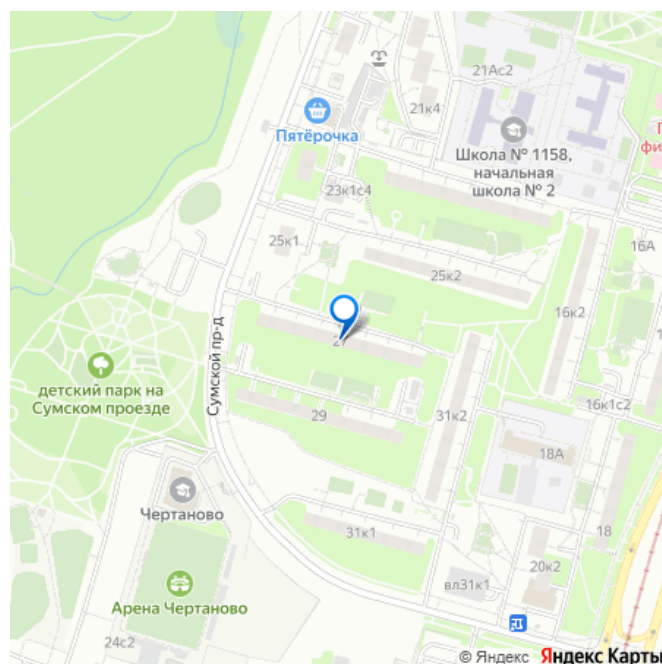 21Ас2
21к4
Пятёрочка
Школа № 1158,
начальная
школа № 2
фи
23к1с4
25к1
16А
25к2
16к2
27
Сумской пр-д
детский парк на
Сумском проезде
29
31к2
16к1с2
18А
Чертаново
31к1
18
20к2
вл31к1
Арена Чертаново
24с2
© Яндекс Яндекс Карты